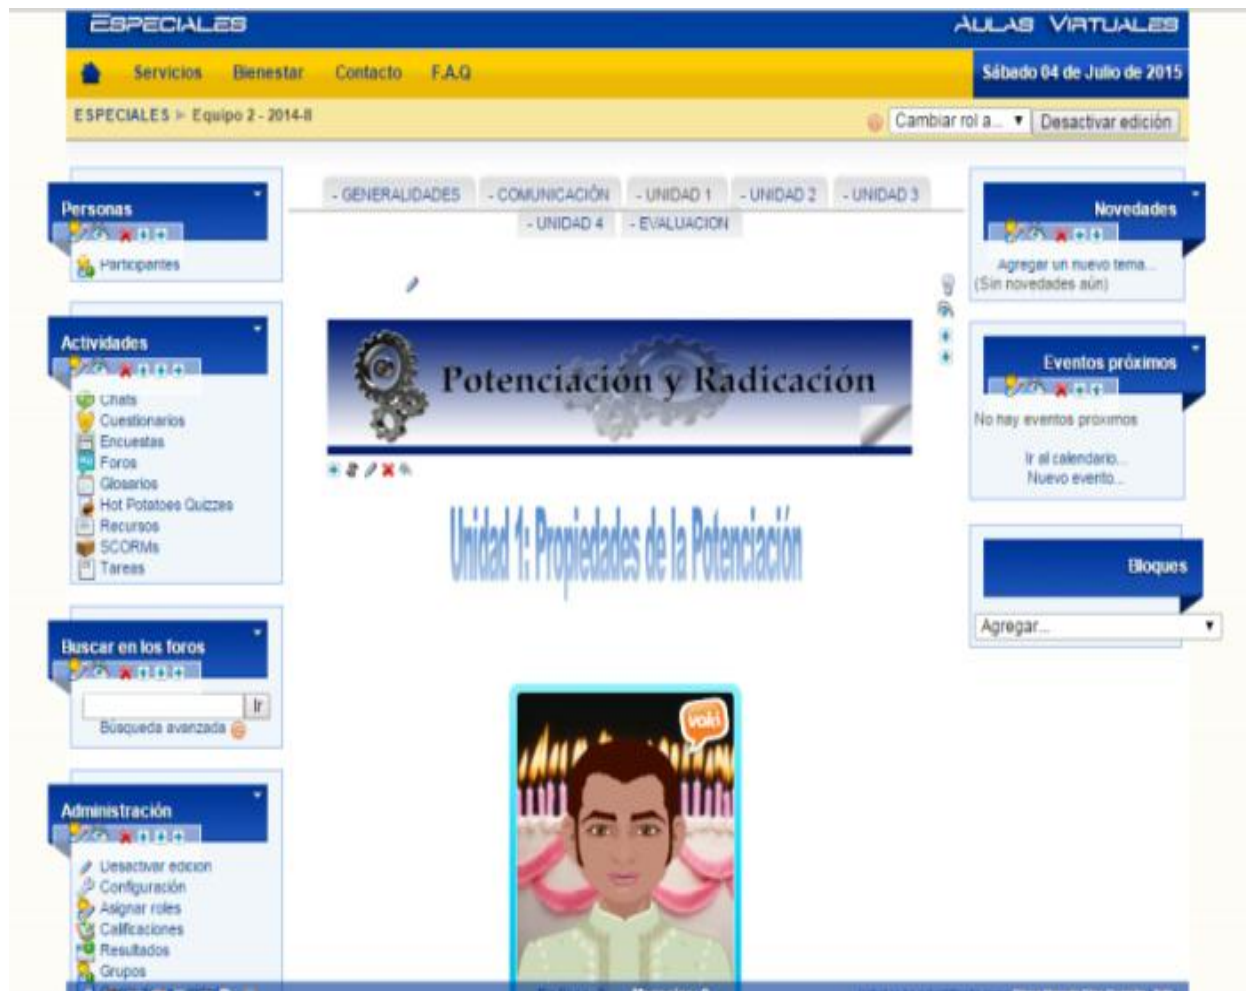 ESPECIALES
AULAS VIRTUALES
Servicios Bienestar Contacto F.A.Q
Sábado 04 de Julio de 2015
ESPECIALES ► Equipo 2 - 2014-II
Cambiar rol a... ▼ Desactivar edición
Personas
Participantes
Actividades
Chats
Cuestionarios
Encuestas
Foros
Glosarios
Hot Potatoes Quizzes
Recursos
SCORMs
Tareas
Buscar en los foros
Ir
Búsqueda avanzada
Administración
Desactivar edición
Configuración
Asignar roles
Calificaciones
Resultados
Grupos
- GENERALIDADES - COMUNICACIÓN - UNIDAD 1 - UNIDAD 2 - UNIDAD 3
- UNIDAD 4 - EVALUACION
Potenciación y Radicación
Unidad 1: Propiedades de la Potenciación
voki
Novedades
Agregar un nuevo tema...
(Sin novedades aún)
Eventos próximos
No hay eventos próximos
Ir al calendario...
Nuevo evento...
Bloques
Agregar... ▼